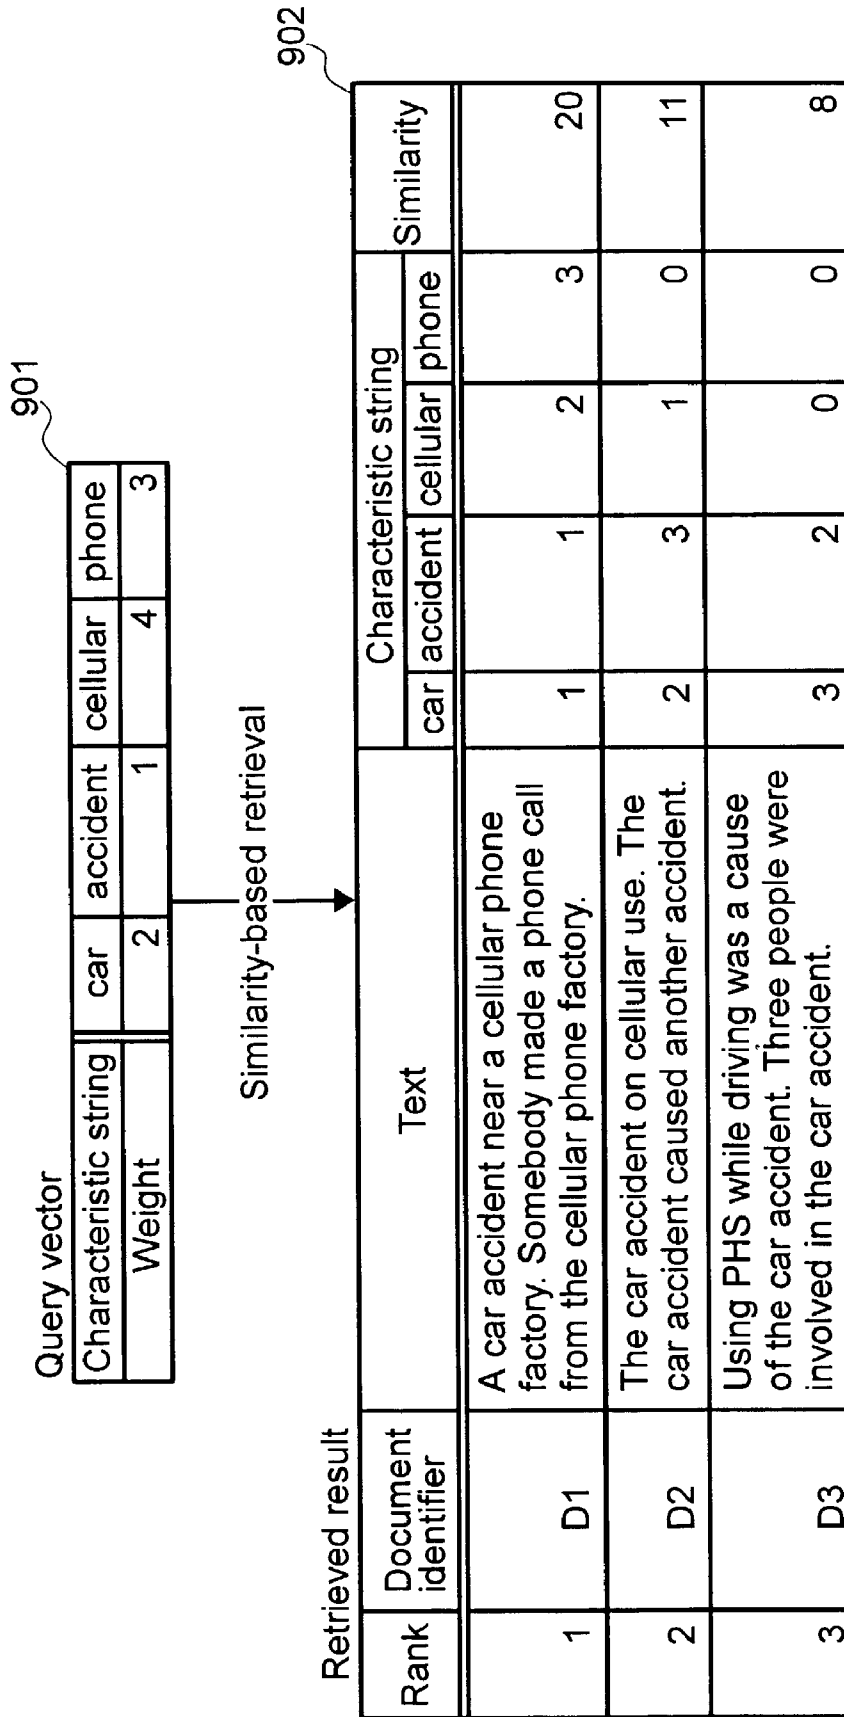 Query vector
901
Characteristic string car accident cellular phone
Weight 2 1 4 3
Similarity-based retrieval
Retrieved result
902
Rank Document identifier Text Characteristic string Similarity
car accident cellular phone
1 D1 A car accident near a cellular phone 1 1 2 3 20
factory. Somebody made a phone call
from the cellular phone factory.
2 D2 The car accident on cellular use. The 2 3 1 0 11
car accident caused another accident.
3 D3 Using PHS while driving was a cause 3 2 0 0 8
of the car accident. Three people were
involved in the car accident.